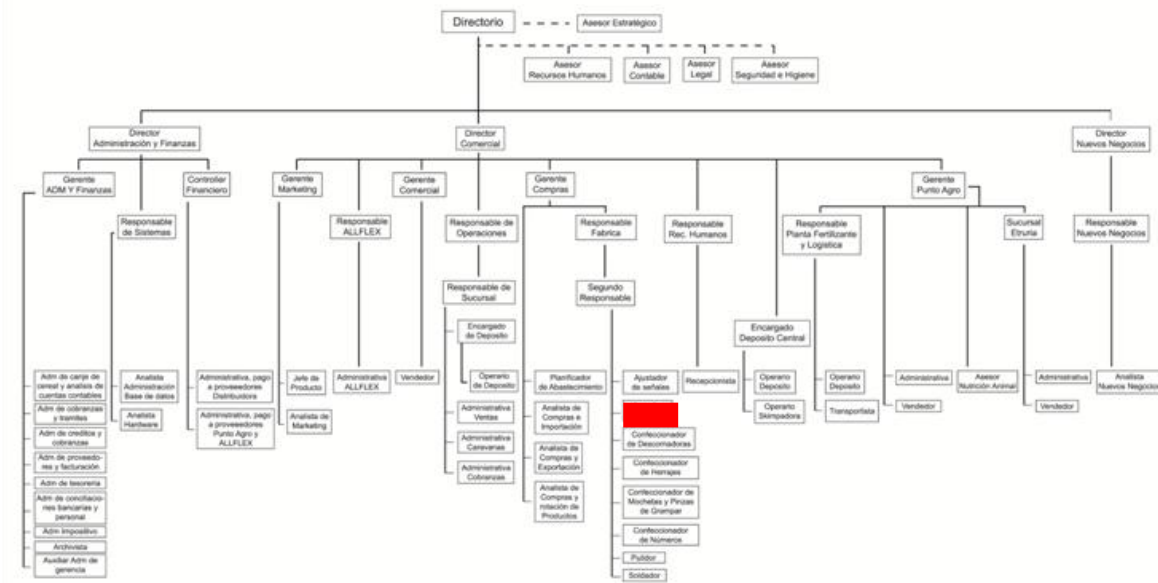 Directorio
Asesor Estratégico
Asesor
Recursos Humanos
Asesor
Contable
Asesor
Legal
Asesor
Seguridad e Higiene
Director
Administración y Finanzas
Director
Comercial
Director
Nuevos Negocios
Gerente
ADM Y Finanzas
Controller
Financiero
Gerente
Marketing
Gerente
Comercial
Gerente
Compras
Gerente
Punto Agro
Responsable
de Sistemas
Responsable
ALLFLEX
Responsable de
Operaciones
Responsable
Fabrica
Responsable
Rec. Humanos
Responsable
Planta Fertilizante
y Logística
Sucursal
Etruria
Responsable
Nuevos Negocios
Responsable de
Sucursal
Segundo
Responsable
Encargado
de Deposito
Encargado
Deposito Central
Adm de canje de
cereal y analisis de
cuentas contables
Analista
Administración
Base de datos
Administrativa, pago
a proveedores
Distribuidora
Jefe de
Producto
Administrativa
ALLFLEX
Vendedor
Operario
de Deposito
Planificador
de Abastecimiento
Ajustador
de señales
Recepcionista
Operario
Deposito
Operario
Deposito
Administrativa
Asesor
Nutrición Animal
Administrativa
Analista
Nuevos Negocios
Adm de cobranzas
y tramites
Analista
Hardware
Administrativa, pago
a proveedores
Punto Agro y
ALLFLEX
Analista de
Marketing
Administrativa
Ventas
Analista de
Compras e
Importación
Operario
Skimpadora
Transportista
Vendedor
Vendedor
Adm de creditos y
cobranzas
Administrativa
Caravanas
Confeccionador
de Descornadoras
Adm de proveedo-
res y facturación
Administrativa
Cobranzas
Analista de
Compras y
Exportación
Confeccionador
de Herrajes
Adm de tesoreria
Adm de conciliacio-
nes bancarias y
personal
Analista de
Compras y
rotación de
Productos
Confeccionador de
Mochetas y Pinzas
de Grampar
Adm Impositivo
Confeccionador
de Números
Archivista
Pulidor
Auxiliar Adm de
gerencia
Soldador